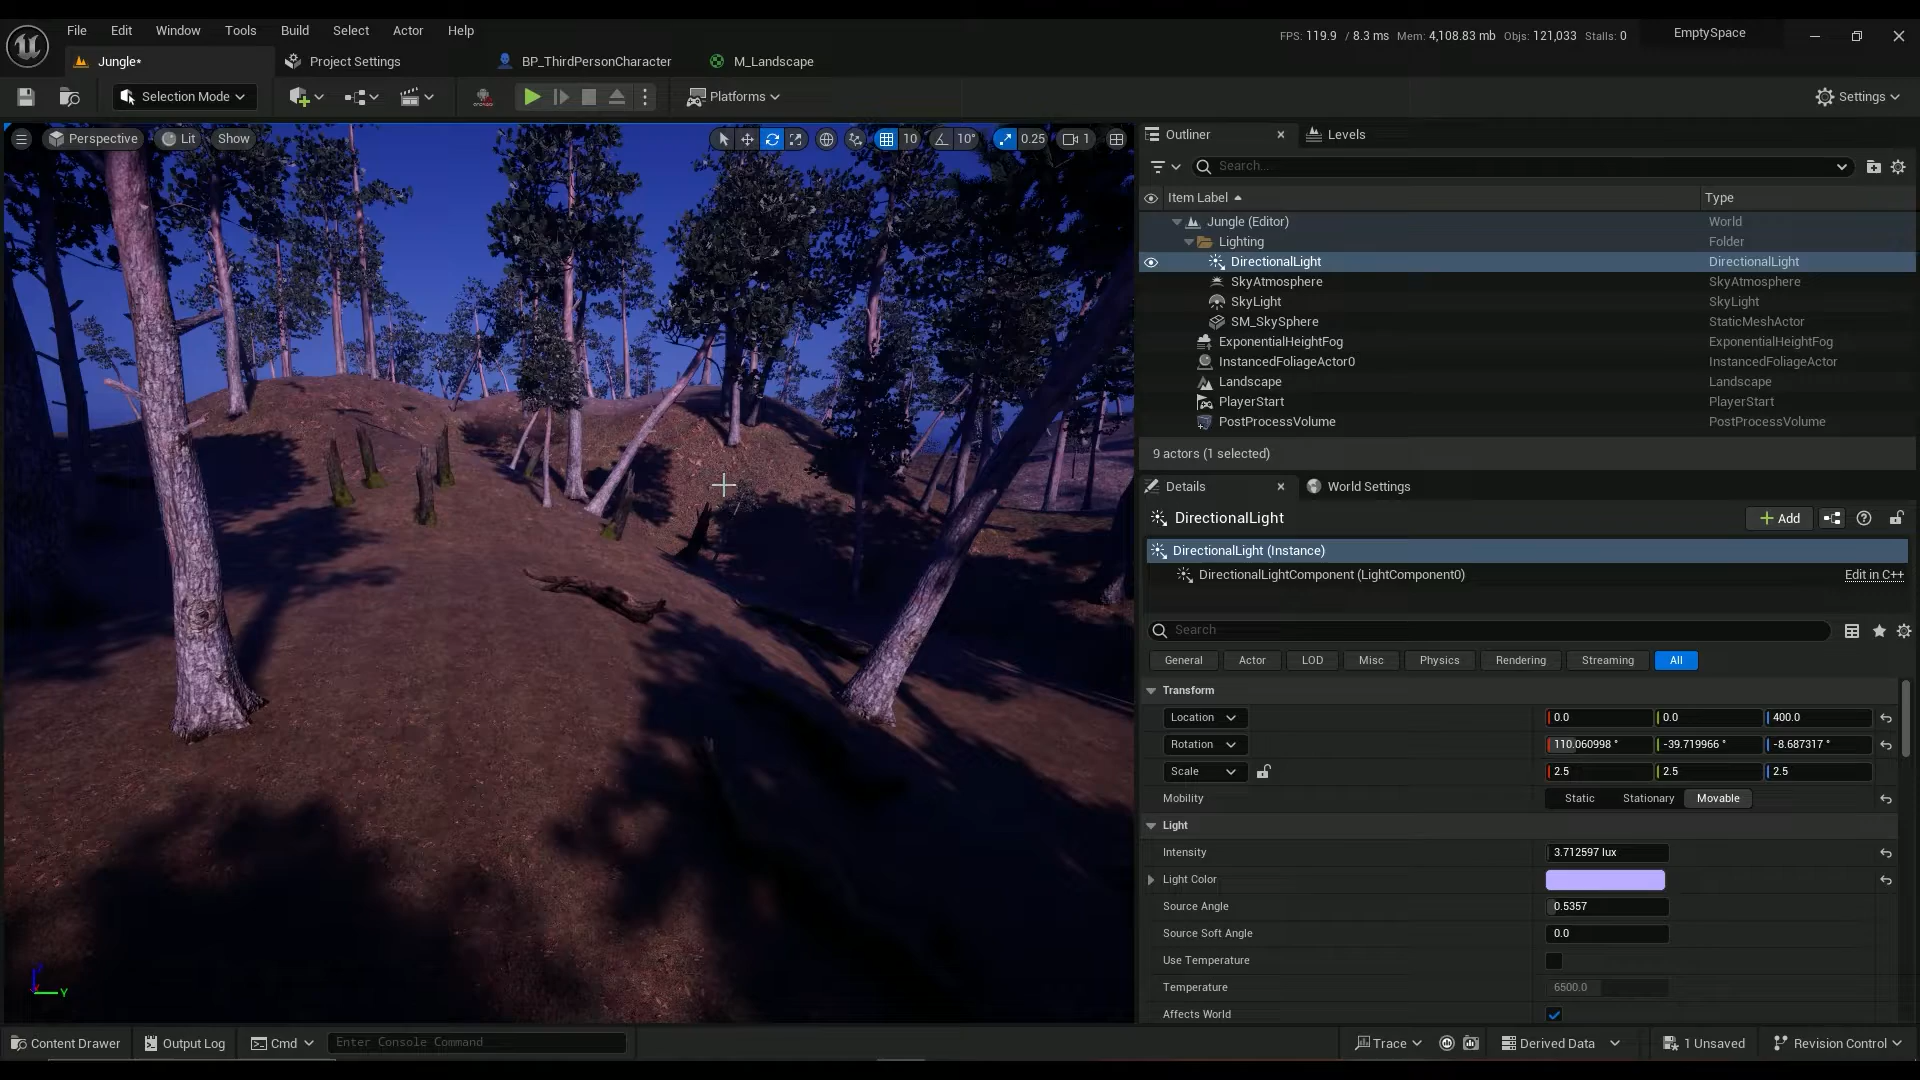 File Edit Window Tools Build Select Actor Help
FPS: 119.9 / 8.3 ms Mem: 4,108.83 mb Objs: 121,033 Stalls: 0
EmptySpace
Jungle*
Project Settings
BP_ThirdPersonCharacter
M_Landscape
Selection Mode
Platforms
Settings
Perspective
Lit
Show
10
10°
0.25
1
Outliner
Levels
Search...
Item Label
Type
Jungle (Editor) World
Lighting Folder
DirectionalLight DirectionalLight
SkyAtmosphere SkyAtmosphere
SkyLight SkyLight
SM_SkySphere StaticMeshActor
ExponentialHeightFog ExponentialHeightFog
InstancedFoliageActor0 InstancedFoliageActor
Landscape Landscape
PlayerStart PlayerStart
PostProcessVolume PostProcessVolume
9 actors (1 selected)
Details
World Settings
DirectionalLight
Add
DirectionalLight (Instance)
DirectionalLightComponent (LightComponent0)
Edit in C++
Search
General Actor LOD Misc Physics Rendering Streaming All
Transform
Location 0.0 0.0 400.0
Rotation 110.060998 ° -39.719966 ° -8.687317 °
Scale 2.5 2.5 2.5
Mobility Static Stationary Movable
Light
Intensity 3.712597 lux
Light Color
Source Angle 0.5357
Source Soft Angle 0.0
Use Temperature
Temperature 6500.0
Affects World
Y
Content Drawer
Output Log
Cmd
Enter Console Command
Trace
Derived Data
1 Unsaved
Revision Control